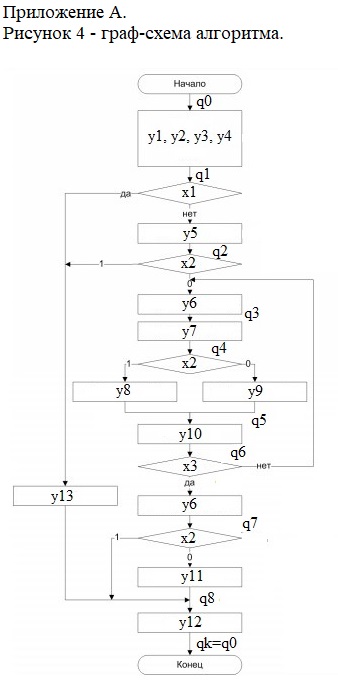 Приложение А.
Рисунок 4 - граф-схема алгоритма.
Начало
q0
y1, y2, y3, y4
q1
да x1
нет
y5
q2
1 x2
0
y6
q3
y7
q4
1 x2 0
y8 y9
q5
y10
q6
x3 нет
да
y13
y6
q7
1 x2
0
y11
q8
y12
qk=q0
Конец